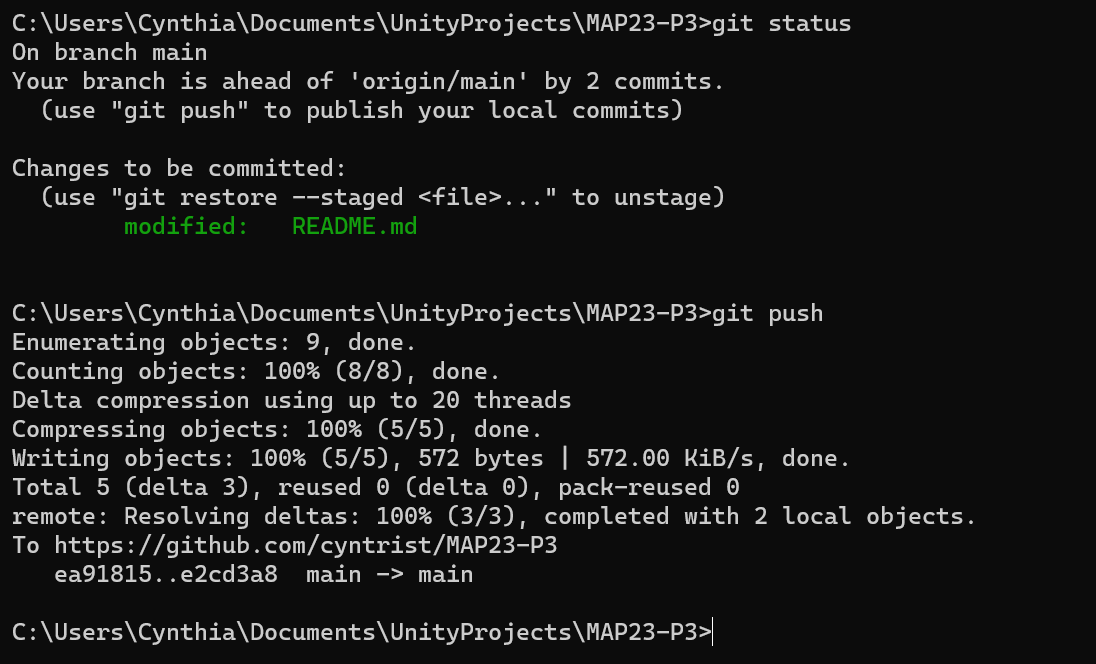 C:\Users\Cynthia\Documents\UnityProjects\MAP23-P3>git status
On branch main
Your branch is ahead of 'origin/main' by 2 commits.
  (use "git push" to publish your local commits)

Changes to be committed:
  (use "git restore --staged <file>..." to unstage)
        modified:   README.md


C:\Users\Cynthia\Documents\UnityProjects\MAP23-P3>git push
Enumerating objects: 9, done.
Counting objects: 100% (8/8), done.
Delta compression using up to 20 threads
Compressing objects: 100% (5/5), done.
Writing objects: 100% (5/5), 572 bytes | 572.00 KiB/s, done.
Total 5 (delta 3), reused 0 (delta 0), pack-reused 0
remote: Resolving deltas: 100% (3/3), completed with 2 local objects.
To https://github.com/cyntrist/MAP23-P3
   ea91815..e2cd3a8  main -> main

C:\Users\Cynthia\Documents\UnityProjects\MAP23-P3>